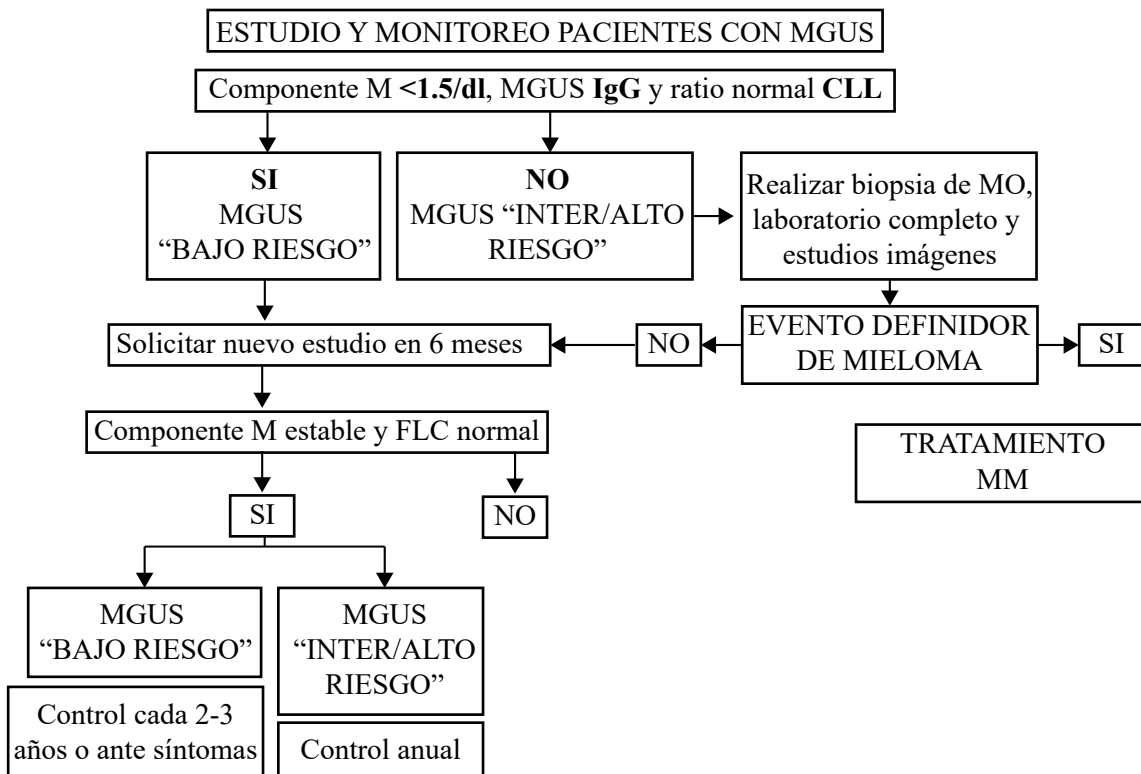 ESTUDIO Y MONITOREO PACIENTES CON MGUS
Componente M <1.5/dl, MGUS IgG y ratio normal CLL
SI
MGUS
“BAJO RIESGO”
NO
MGUS “INTER/ALTO
RIESGO”
Realizar biopsia de MO,
laboratorio completo y
estudios imágenes
Solicitar nuevo estudio en 6 meses
NO
EVENTO DEFINIDOR
DE MIELOMA
SI
Componente M estable y FLC normal
TRATAMIENTO
MM
SI
NO
MGUS
“BAJO RIESGO”
MGUS
“INTER/ALTO
RIESGO”
Control cada 2-3
años o ante síntomas
Control anual